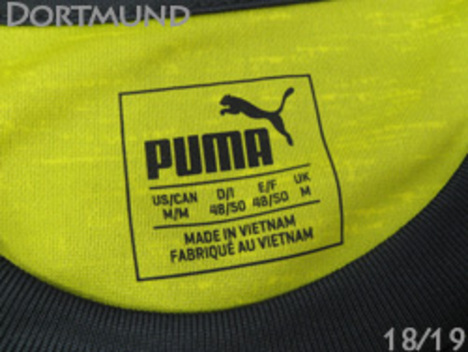 DORTMUND
PUMA
US/CAN D/I E/F UK
M/M 48/50 48/50 M
MADE IN VIETNAM
FABRIQUÉ AU VIETNAM
18/19